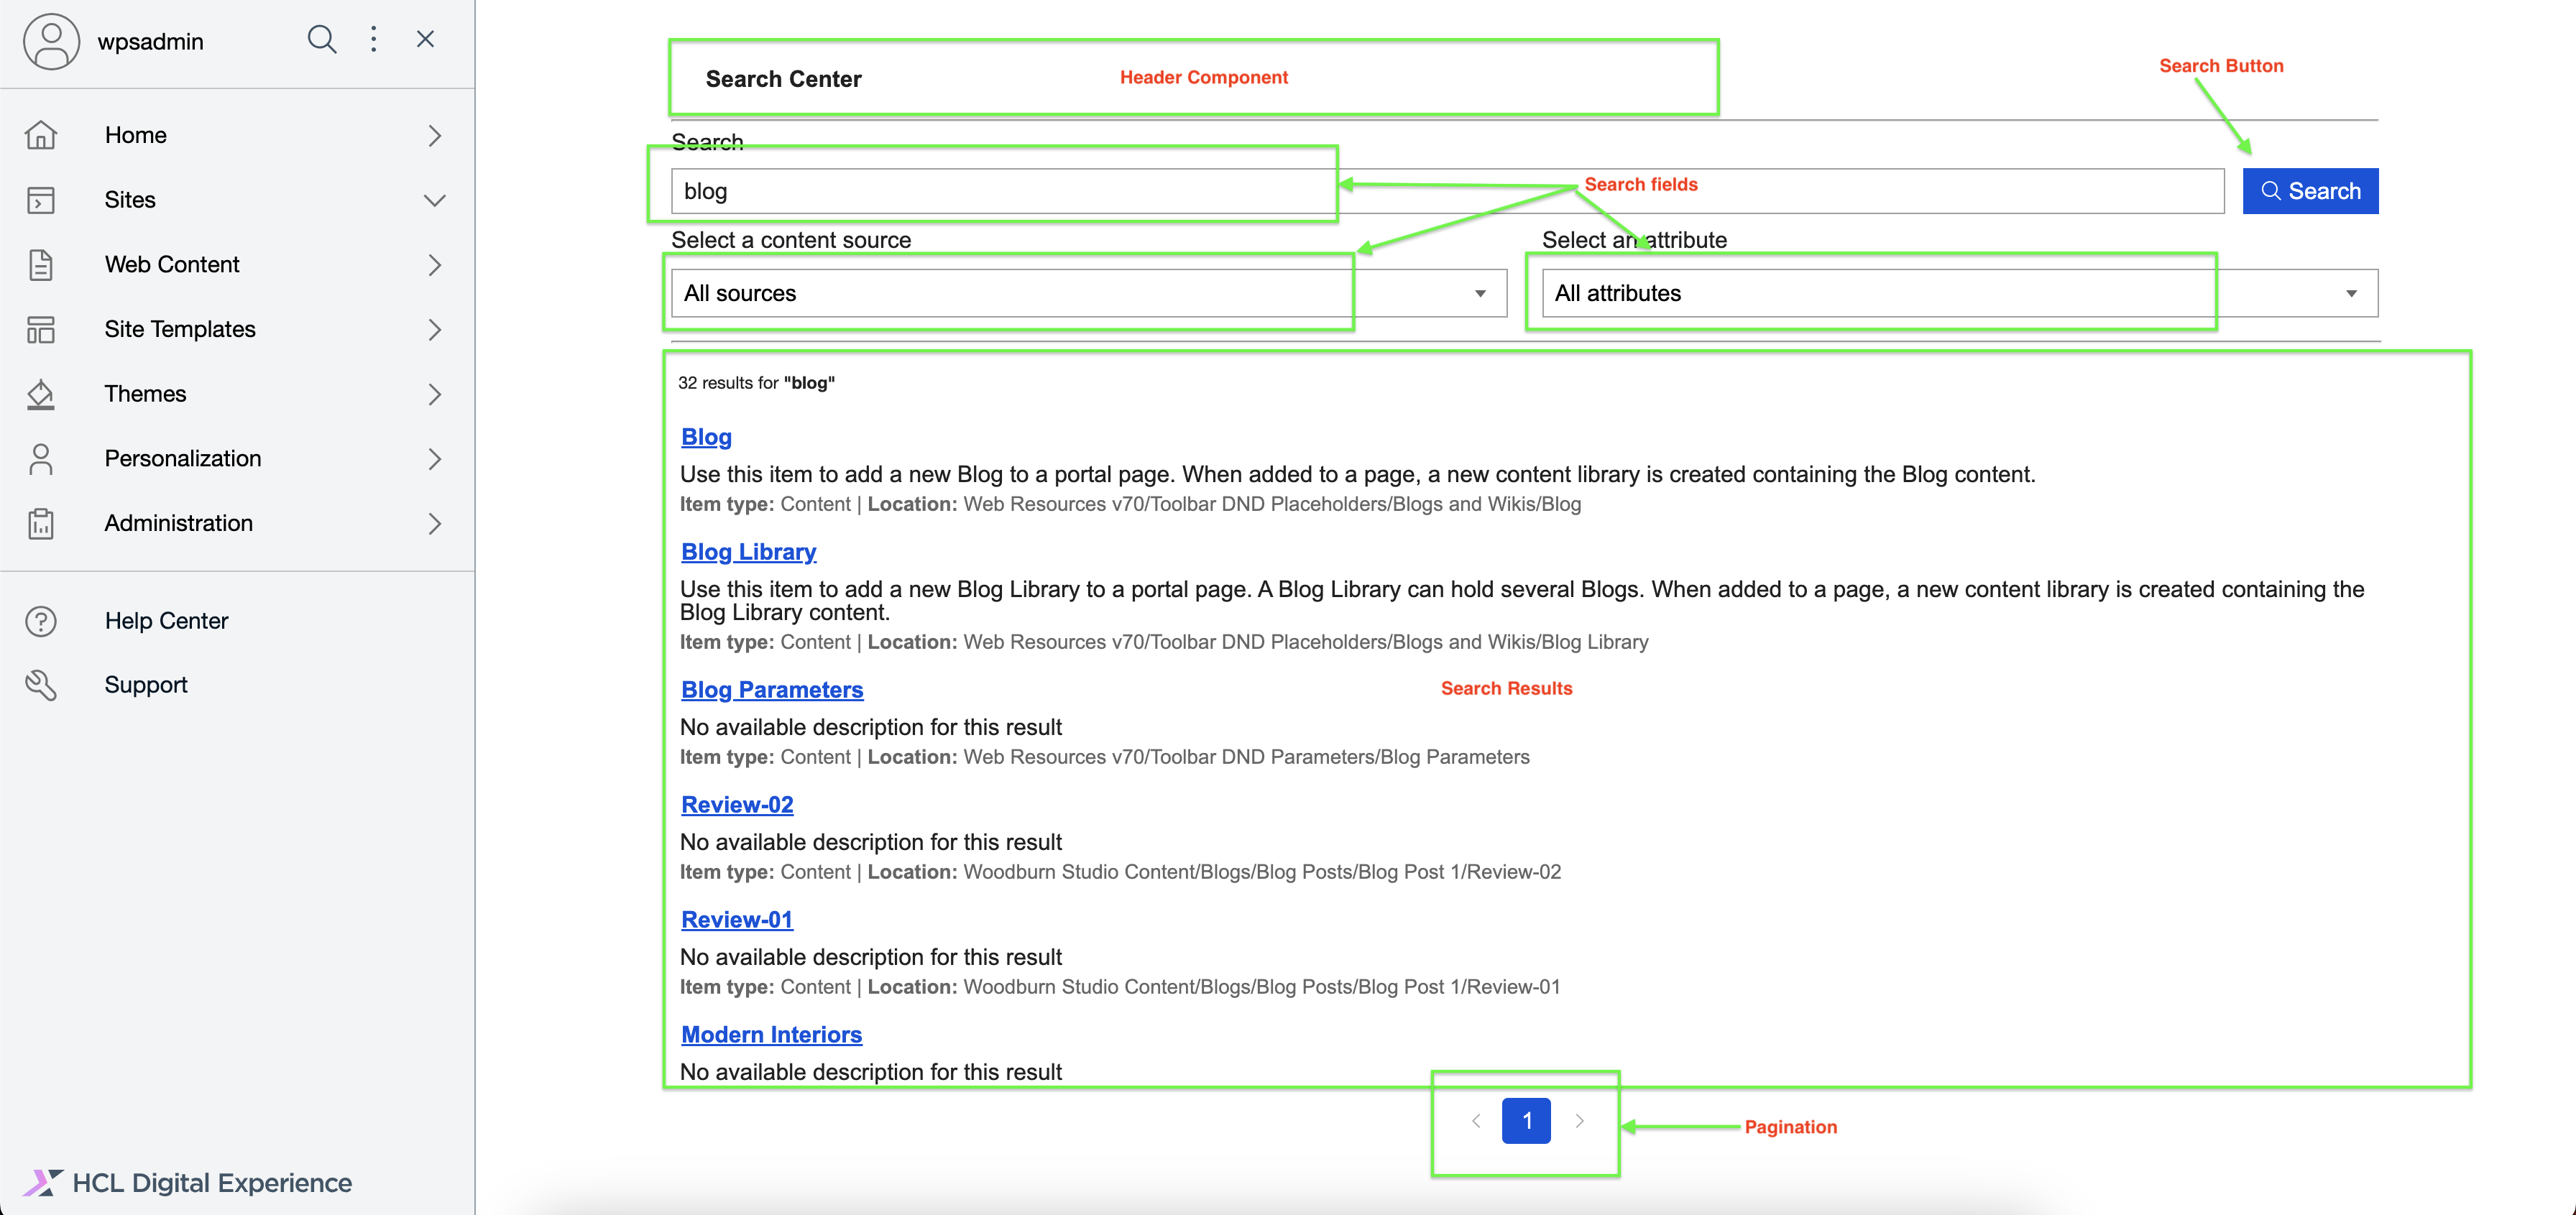 wpsadmin
Home
Sites
Web Content
Site Templates
Themes
Personalization
Administration
Help Center
Support
HCL Digital Experience
Search Center
Header Component
Search Button
Search
blog
Search fields
Search
Select a content source
Select an attribute
All sources
All attributes
32 results for "blog"
Blog
Use this item to add a new Blog to a portal page. When added to a page, a new content library is created containing the Blog content.
Item type: Content | Location: Web Resources v70/Toolbar DND Placeholders/Blogs and Wikis/Blog
Blog Library
Use this item to add a new Blog Library to a portal page. A Blog Library can hold several Blogs. When added to a page, a new content library is created containing the
Blog Library content.
Item type: Content | Location: Web Resources v70/Toolbar DND Placeholders/Blogs and Wikis/Blog Library
Blog Parameters
Search Results
No available description for this result
Item type: Content | Location: Web Resources v70/Toolbar DND Parameters/Blog Parameters
Review-02
No available description for this result
Item type: Content | Location: Woodburn Studio Content/Blogs/Blog Posts/Blog Post 1/Review-02
Review-01
No available description for this result
Item type: Content | Location: Woodburn Studio Content/Blogs/Blog Posts/Blog Post 1/Review-01
Modern Interiors
No available description for this result
1
Pagination